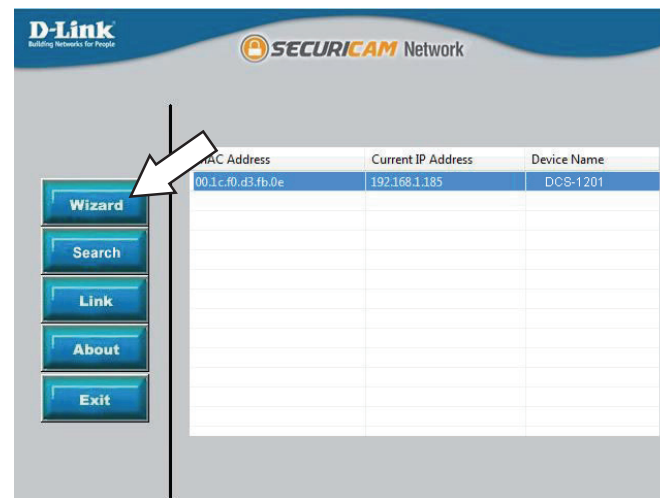 D-Link
Building Networks for People
SECURICAM Network
MAC Address Current IP Address Device Name
00.1c.f0.d3.fb.0e 192.168.1.185 DCS-1201
Wizard
Search
Link
About
Exit